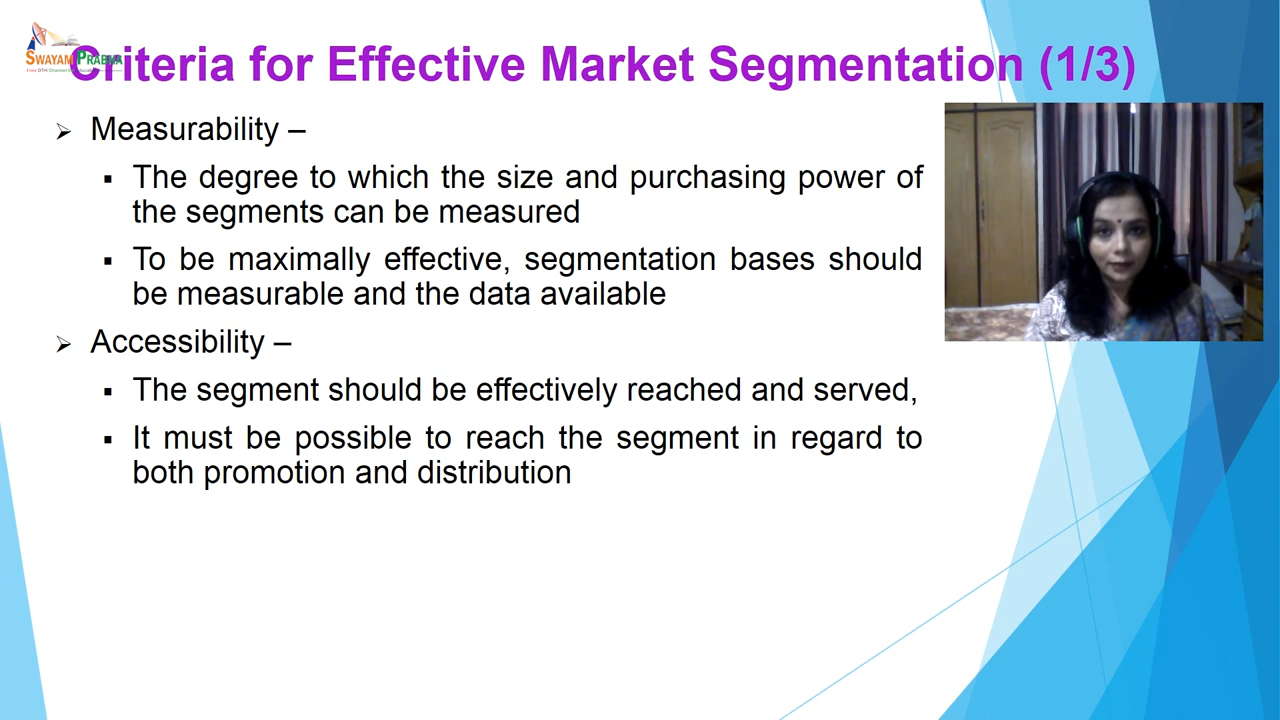 SWAYAM PRABHA
Criteria for Effective Market Segmentation (1/3)
➢ Measurability –
▪ The degree to which the size and purchasing power of
the segments can be measured
▪ To be maximally effective, segmentation bases should
be measurable and the data available
➢ Accessibility –
▪ The segment should be effectively reached and served,
▪ It must be possible to reach the segment in regard to
both promotion and distribution